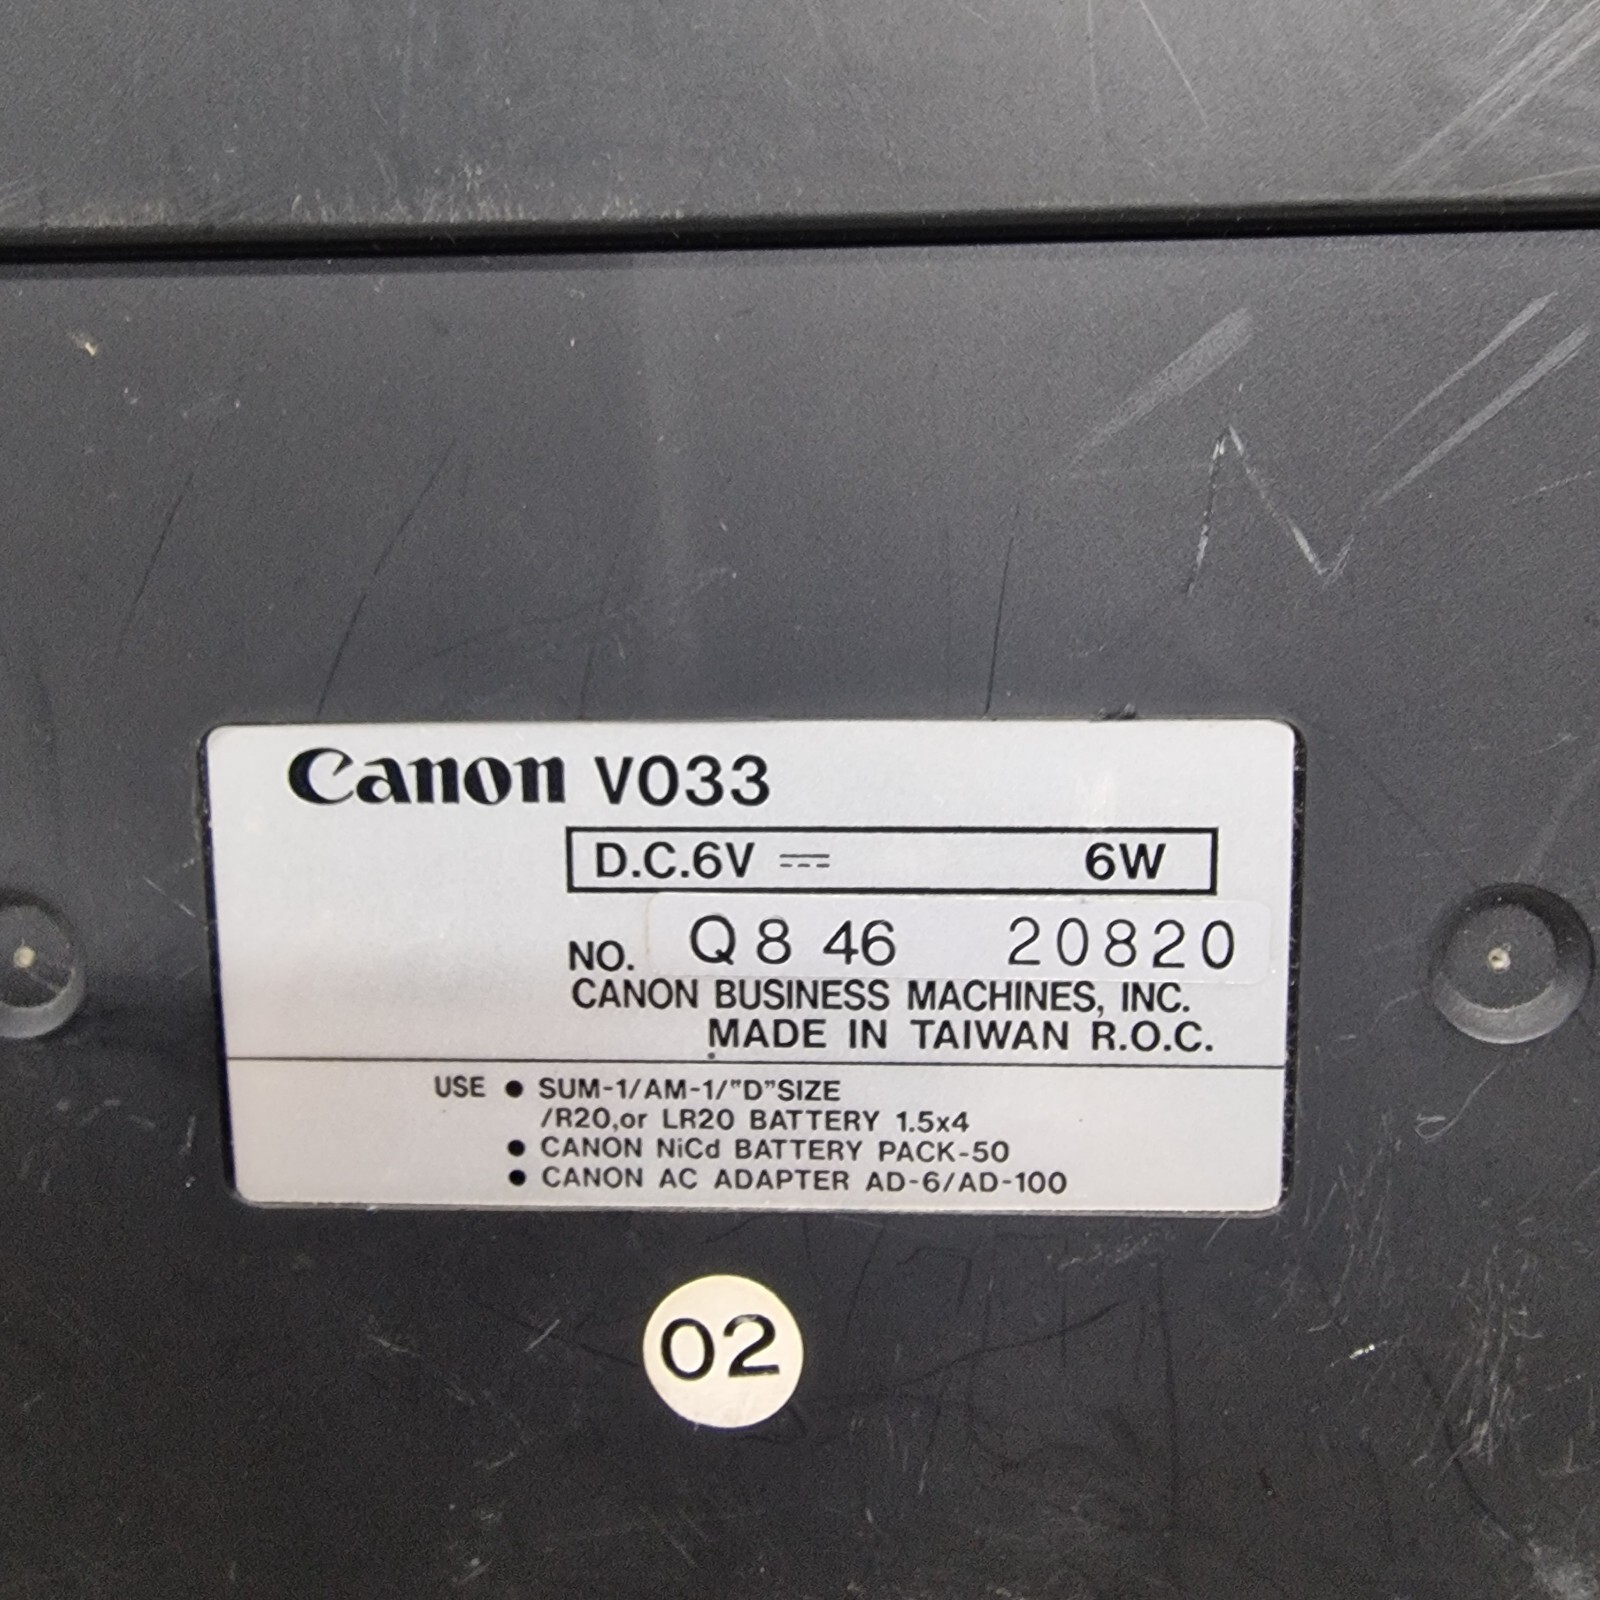 Canon V033
D.C.6V ⎓ 6W
NO. Q8 46 20820
CANON BUSINESS MACHINES, INC.
MADE IN TAIWAN R.O.C.
USE ● SUM-1/AM-1/"D"SIZE
/R20,or LR20 BATTERY 1.5x4
● CANON NiCd BATTERY PACK-50
● CANON AC ADAPTER AD-6/AD-100
02